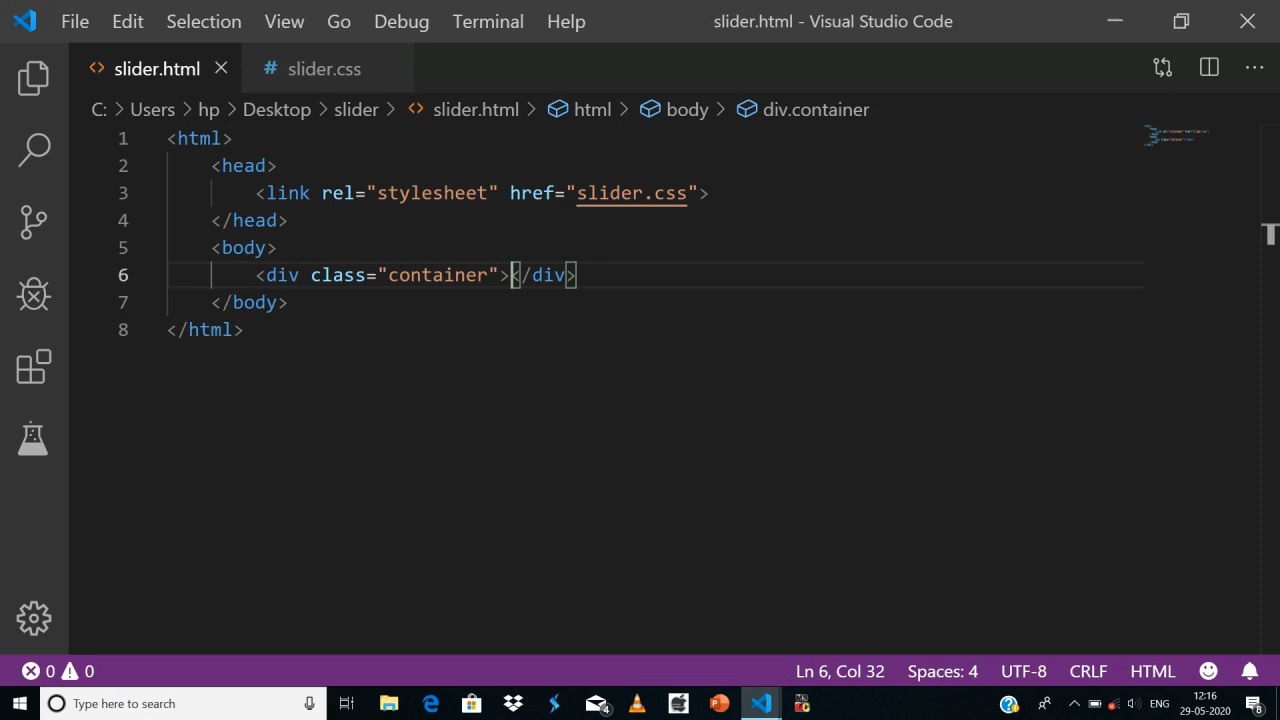 File Edit Selection View Go Debug Terminal Help slider.html - Visual Studio Code
slider.html slider.css
C: > Users > hp > Desktop > slider > slider.html > html > body > div.container
1 <html>
2 <head>
3 <link rel="stylesheet" href="slider.css">
4 </head>
5 <body>
6 <div class="container"></div>
7 </body>
8 </html>
0 0 Ln 6, Col 32 Spaces: 4 UTF-8 CRLF HTML
Type here to search 4 ENG 12:16
29-05-2020 8